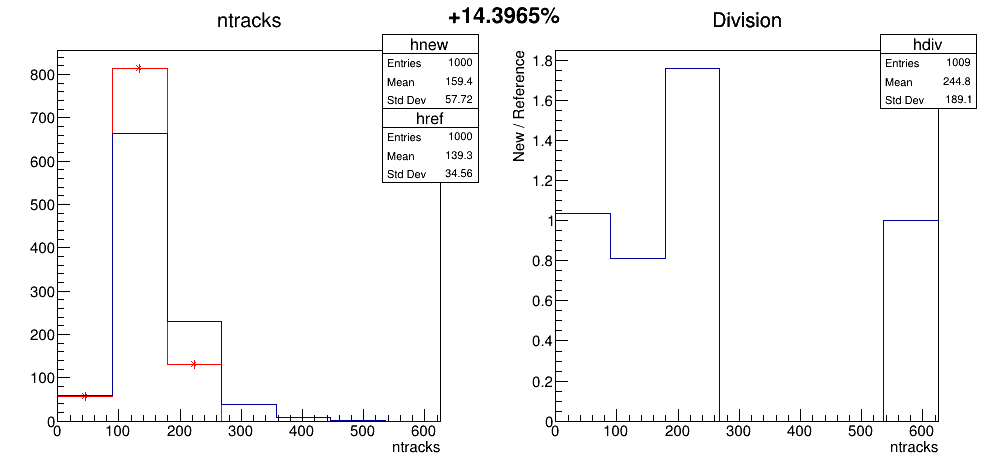 +14.3965%
ntracks
hnew
Entries 1000
Mean 159.4
Std Dev 57.72
href
Entries 1000
Mean 139.3
Std Dev 34.56
800
700
600
500
400
300
200
100
0
0 100 200 300 400 500 600
ntracks
Division
hdiv
Entries 1009
Mean 244.8
Std Dev 189.1
New / Reference
1.8
1.6
1.4
1.2
1
0.8
0.6
0.4
0.2
0
0 100 200 300 400 500 600
ntracks